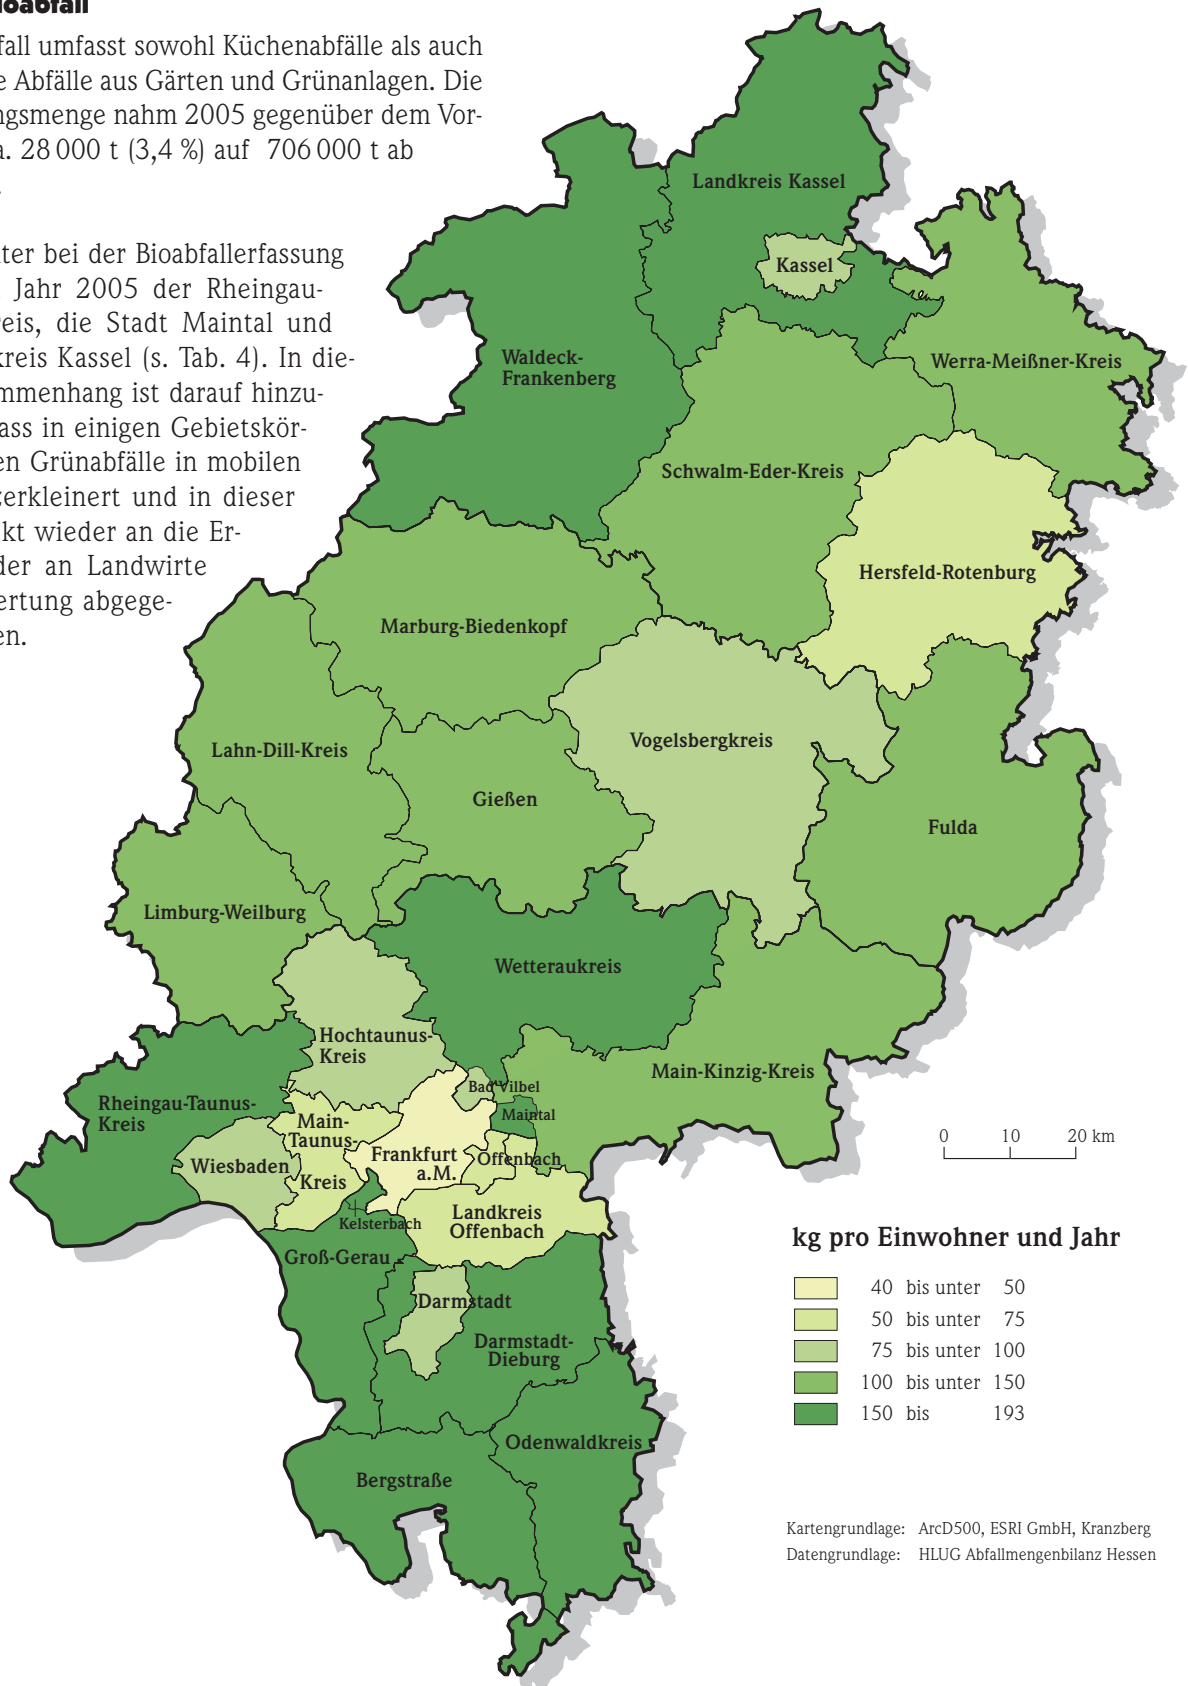 ioabfall
fall umfasst sowohl Küchenabfälle als auch
e Abfälle aus Gärten und Grünanlagen. Die
ngsmenge nahm 2005 gegenüber dem Vor-
a. 28 000 t (3,4 %) auf 706 000 t ab
.
ter bei der Bioabfallerfassung
Jahr 2005 der Rheingau-
reis, die Stadt Maintal und
kreis Kassel (s. Tab. 4). In die-
mmenhang ist darauf hinzu-
ass in einigen Gebietskör-
en Grünabfälle in mobilen
zerkleinert und in dieser
kt wieder an die Er-
der an Landwirte
ertung abgege-
en.
Landkreis Kassel
Kassel
Waldeck-
Frankenberg
Werra-Meißner-Kreis
Schwalm-Eder-Kreis
Hersfeld-Rotenburg
Marburg-Biedenkopf
Vogelsbergkreis
Lahn-Dill-Kreis
Gießen
Fulda
Limburg-Weilburg
Wetteraukreis
Hochtaunus-
Kreis
Main-Kinzig-Kreis
Bad Vilbel
Rheingau-Taunus-
Kreis
Maintal
Main-
Taunus-
Kreis
Frankfurt
a.M.
Offenbach
Wiesbaden
Landkreis
Offenbach
Kelsterbach
Groß-Gerau
Darmstadt
Darmstadt-
Dieburg
Odenwaldkreis
Bergstraße
0 10 20 km
kg pro Einwohner und Jahr
40 bis unter 50
50 bis unter 75
75 bis unter 100
100 bis unter 150
150 bis 193
Kartengrundlage: ArcD500, ESRI GmbH, Kranzberg
Datengrundlage: HLUG Abfallmengenbilanz Hessen